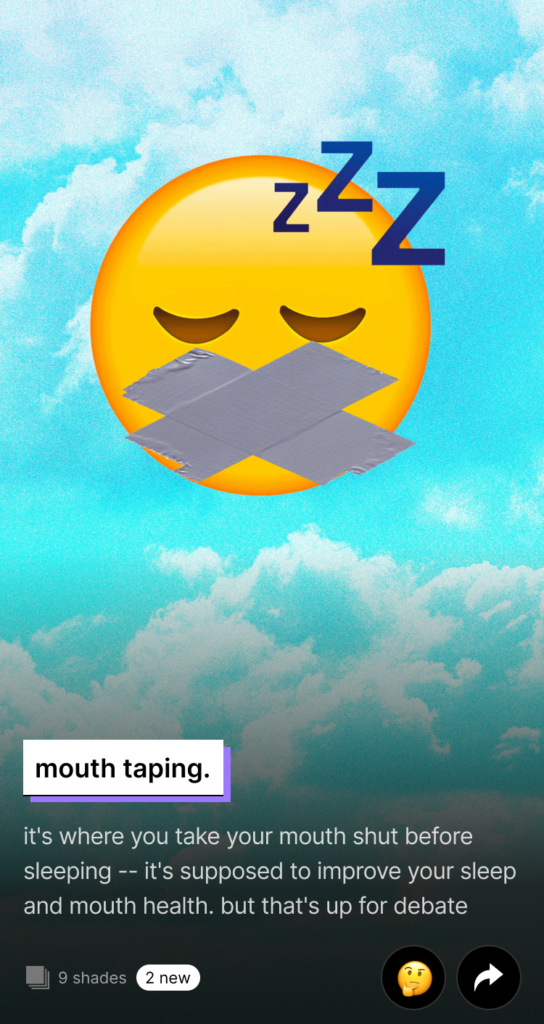 z z Z
mouth taping.
it's where you take your mouth shut before
sleeping -- it's supposed to improve your sleep
and mouth health. but that's up for debate
9 shades 2 new